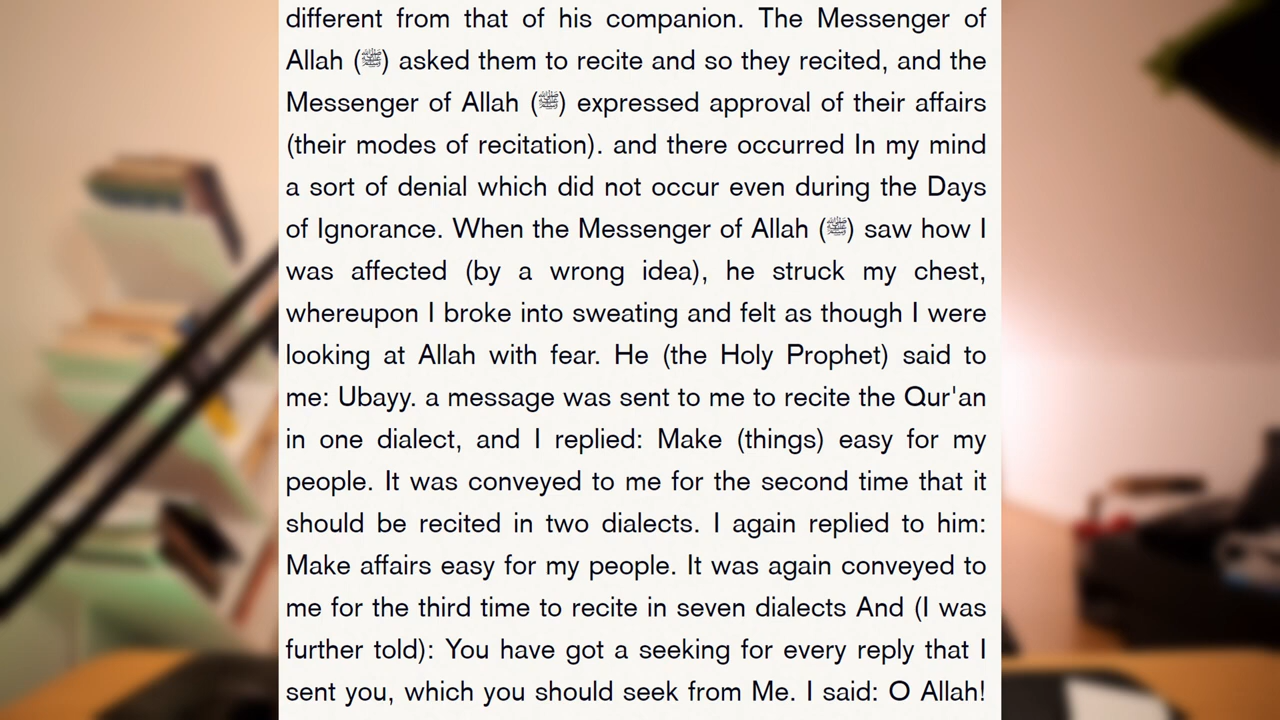 different from that of his companion. The Messenger of
Allah (ﷺ) asked them to recite and so they recited, and the
Messenger of Allah (ﷺ) expressed approval of their affairs
(their modes of recitation). and there occurred In my mind
a sort of denial which did not occur even during the Days
of Ignorance. When the Messenger of Allah (ﷺ) saw how I
was affected (by a wrong idea), he struck my chest,
whereupon I broke into sweating and felt as though I were
looking at Allah with fear. He (the Holy Prophet) said to
me: Ubayy. a message was sent to me to recite the Qur'an
in one dialect, and I replied: Make (things) easy for my
people. It was conveyed to me for the second time that it
should be recited in two dialects. I again replied to him:
Make affairs easy for my people. It was again conveyed to
me for the third time to recite in seven dialects And (I was
further told): You have got a seeking for every reply that I
sent you, which you should seek from Me. I said: O Allah!